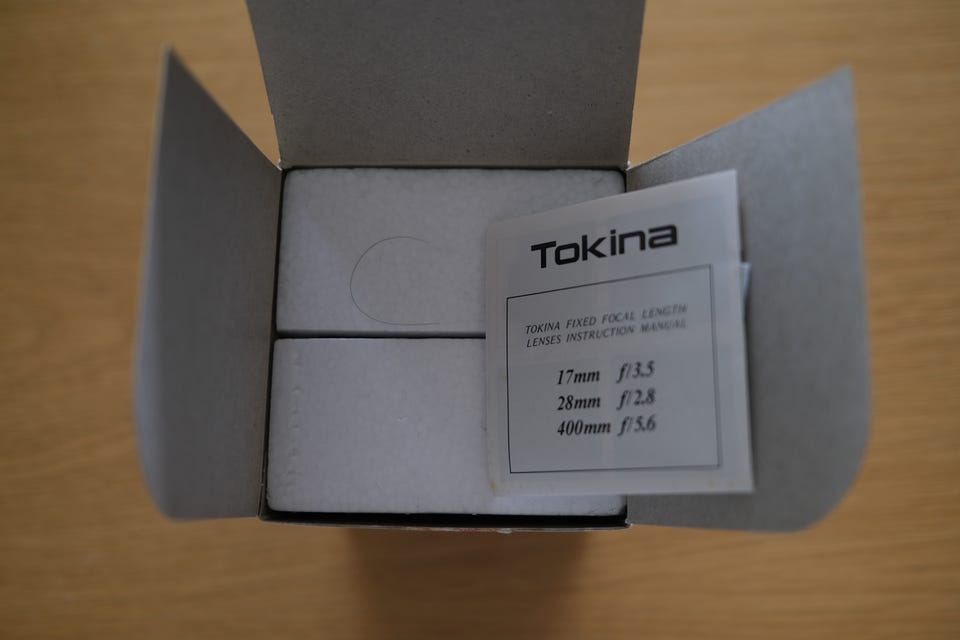 Tokina
TOKINA FIXED FOCAL LENGTH
LENSES INSTRUCTION MANUAL
17mm f/3.5
28mm f/2.8
400mm f/5.6